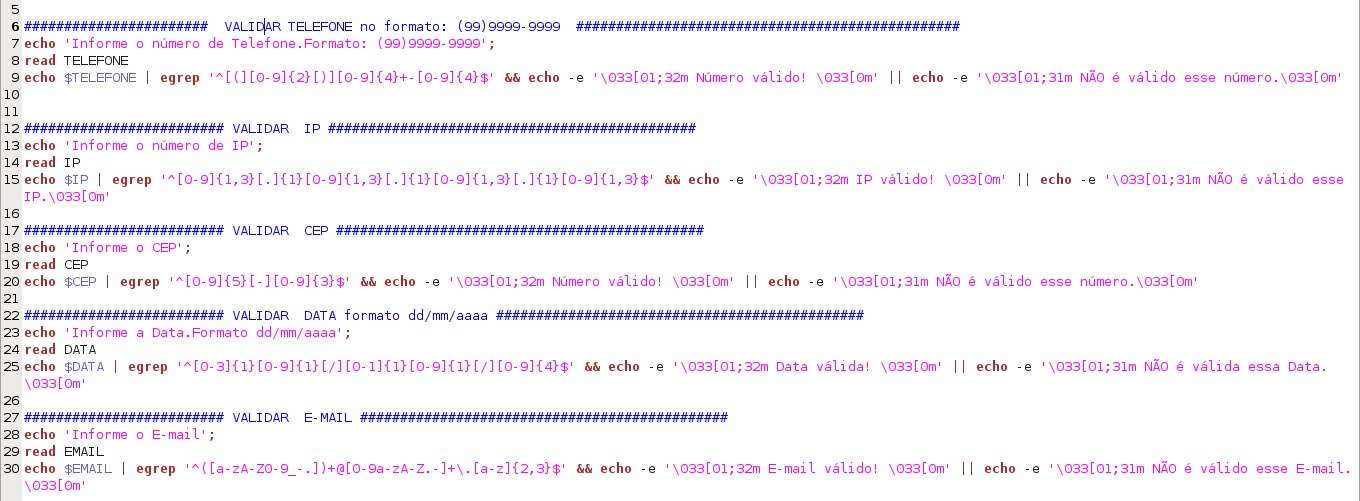 5
6 ####################### VALIDAR TELEFONE no formato: (99)9999-9999 ################################################
7 echo 'Informe o número de Telefone.Formato: (99)9999-9999';
8 read TELEFONE
9 echo $TELEFONE | egrep '^[(][0-9]{2}[)][0-9]{4}+-[0-9]{4}$' && echo -e '\033[01;32m Número válido! \033[0m' || echo -e '\033[01;31m NÃO é válido esse número.\033[0m'
10
11
12 ######################### VALIDAR  IP ##############################################
13 echo 'Informe o número de IP';
14 read IP
15 echo $IP | egrep '^[0-9]{1,3}[.]{1}[0-9]{1,3}[.]{1}[0-9]{1,3}[.]{1}[0-9]{1,3}$' && echo -e '\033[01;32m IP válido! \033[0m' || echo -e '\033[01;31m NÃO é válido esse
IP.\033[0m'
16
17 ######################### VALIDAR  CEP ##############################################
18 echo 'Informe o CEP';
19 read CEP
20 echo $CEP | egrep '^[0-9]{5}[-][0-9]{3}$' && echo -e '\033[01;32m Número válido! \033[0m' || echo -e '\033[01;31m NÃO é válido esse número.\033[0m'
21
22 ######################### VALIDAR  DATA formato dd/mm/aaaa ##############################################
23 echo 'Informe a Data.Formato dd/mm/aaaa';
24 read DATA
25 echo $DATA | egrep '^[0-3]{1}[0-9]{1}[/][0-1]{1}[0-9]{1}[/][0-9]{4}$' && echo -e '\033[01;32m Data válida! \033[0m' || echo -e '\033[01;31m NÃO é válida essa Data.
\033[0m'
26
27 ######################### VALIDAR  E-MAIL ##############################################
28 echo 'Informe o E-mail';
29 read EMAIL
30 echo $EMAIL | egrep '^([a-zA-Z0-9_-.])+@[0-9a-zA-Z.-]+\.[a-z]{2,3}$' && echo -e '\033[01;32m E-mail válido! \033[0m' || echo -e '\033[01;31m NÃO é válido esse E-mail.
\033[0m'